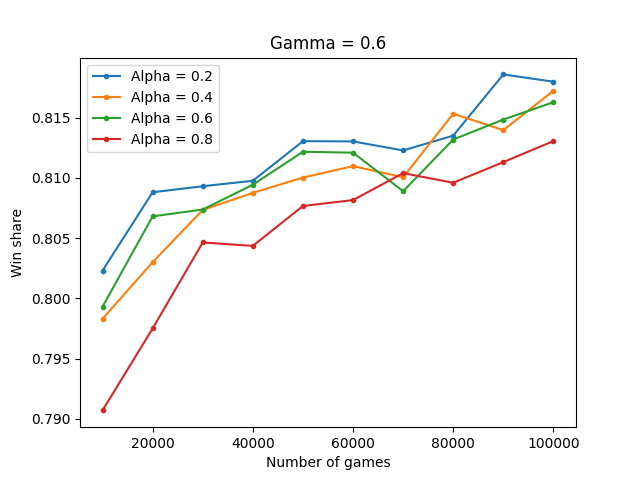 Gamma = 0.6
Alpha = 0.2
Alpha = 0.4
Alpha = 0.6
Alpha = 0.8
0.815
0.810
0.805
0.800
0.795
0.790
Win share
20000 40000 60000 80000 100000
Number of games